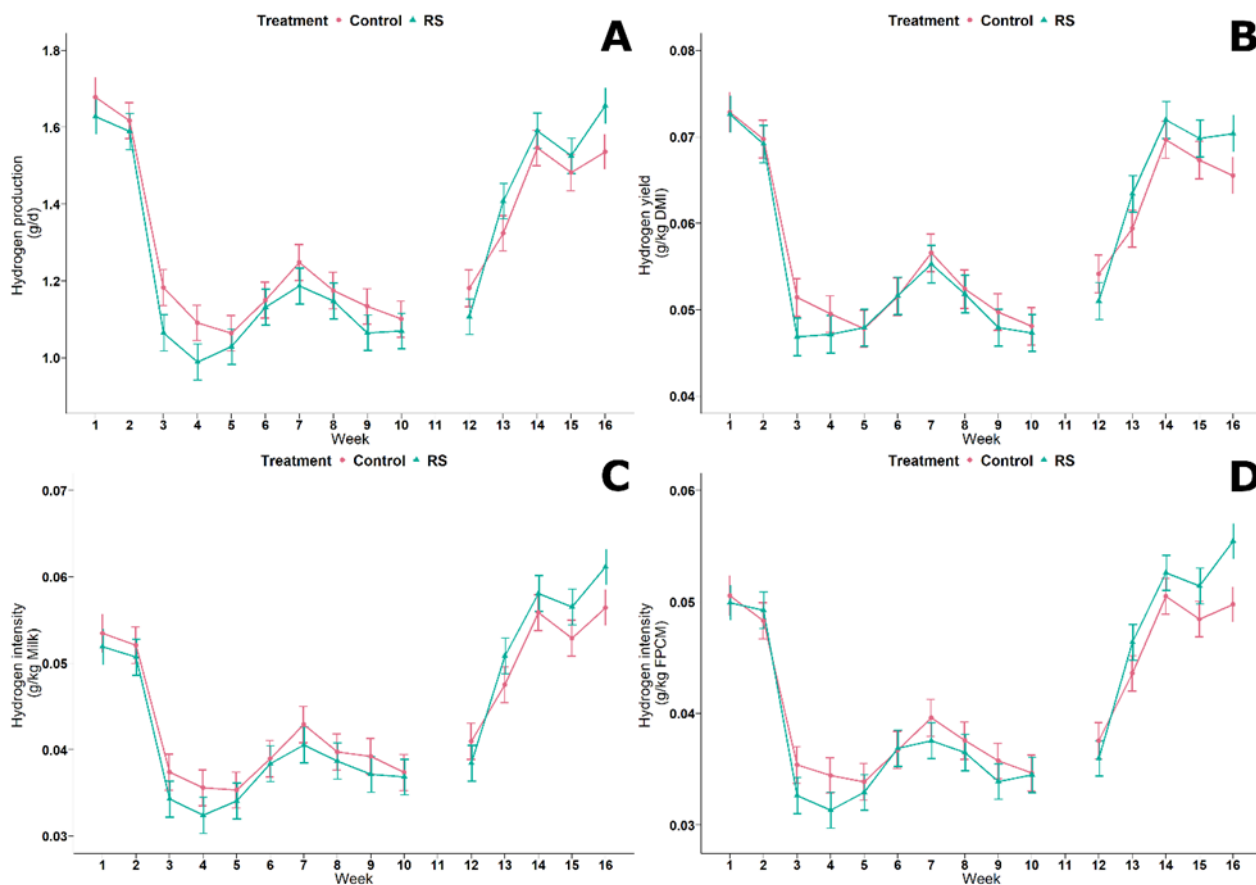 Treatment Control RS
A
1.8
1.6
1.4
1.2
1.0
Hydrogen production
(g/d)
1 2 3 4 5 6 7 8 9 10 11 12 13 14 15 16
Week
Treatment Control RS
B
0.08
0.07
0.06
0.05
0.04
Hydrogen yield
(g/kg DMI)
1 2 3 4 5 6 7 8 9 10 11 12 13 14 15 16
Week
Treatment Control RS
C
0.07
0.06
0.05
0.04
0.03
Hydrogen intensity
(g/kg Milk)
1 2 3 4 5 6 7 8 9 10 11 12 13 14 15 16
Week
Treatment Control RS
D
0.06
0.05
0.04
0.03
Hydrogen intensity
(g/kg FPCM)
1 2 3 4 5 6 7 8 9 10 11 12 13 14 15 16
Week